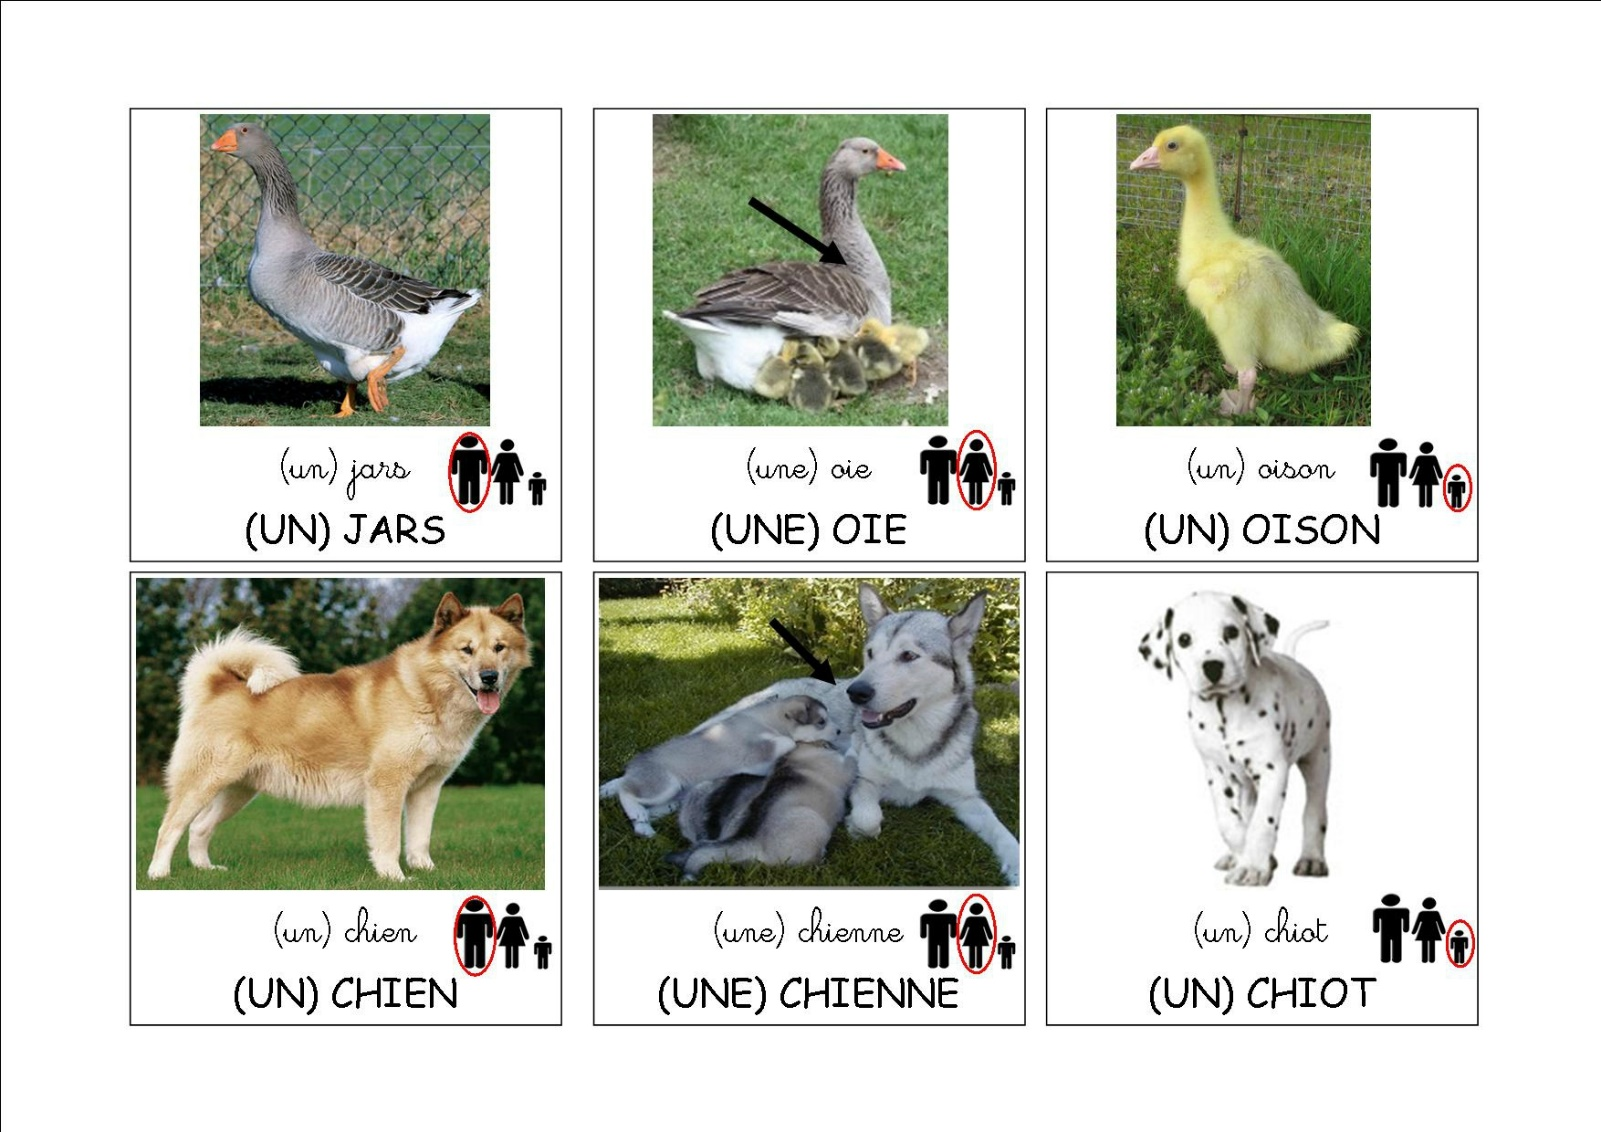 (un) jars
(UN) JARS
(une) oie
(UNE) OIE
(un) oison
(UN) OISON
(un) chien
(UN) CHIEN
(une) chienne
(UNE) CHIENNE
(un) chiot
(UN) CHIOT